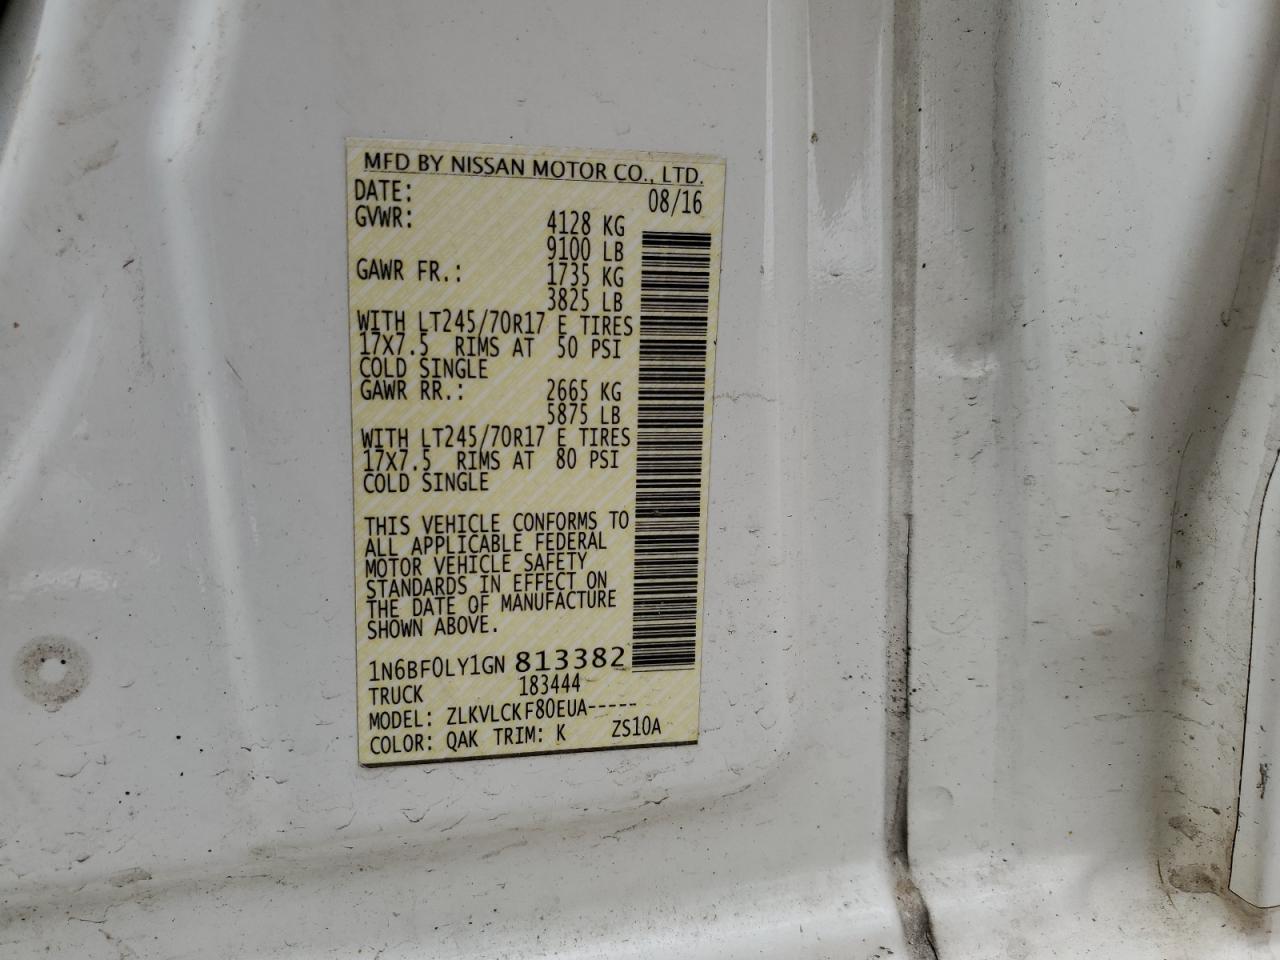 MFD BY NISSAN MOTOR CO., LTD.
DATE: 08/16
GVWR: 4128 KG
9100 LB
GAWR FR.: 1735 KG
3825 LB
WITH LT245/70R17 E TIRES
17X7.5 RIMS AT 50 PSI
COLD SINGLE
GAWR RR.: 2665 KG
5875 LB
WITH LT245/70R17 E TIRES
17X7.5 RIMS AT 80 PSI
COLD SINGLE
THIS VEHICLE CONFORMS TO
ALL APPLICABLE FEDERAL
MOTOR VEHICLE SAFETY
STANDARDS IN EFFECT ON
THE DATE OF MANUFACTURE
SHOWN ABOVE.
1N6BF0LY1GN 813382
TRUCK 183444
MODEL: ZLKVLCKF80EUA-----
COLOR: QAK TRIM: K ZS10A